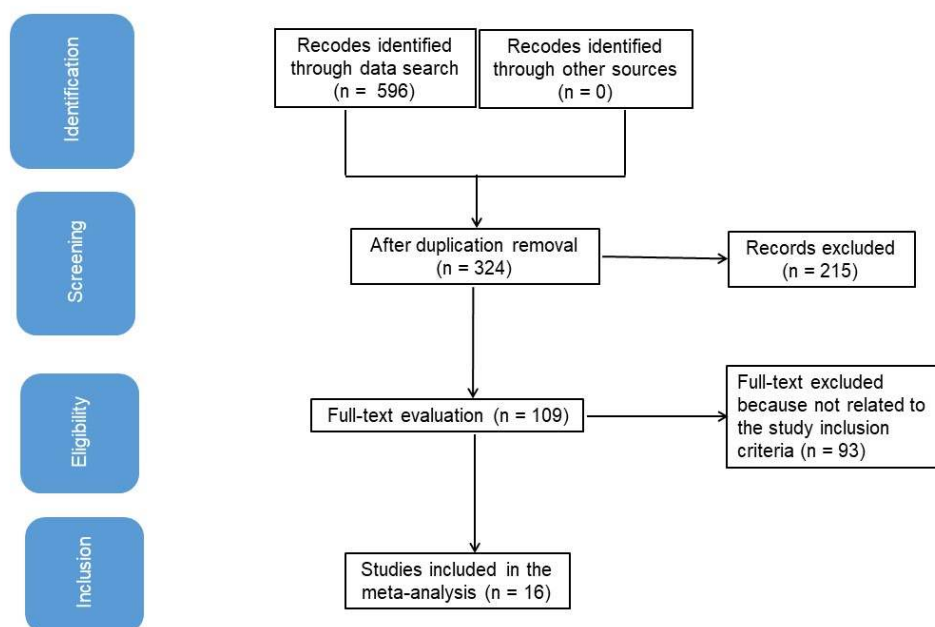 Identification
Recodes identified
through data search
(n = 596)
Recodes identified
through other sources
(n = 0)
Screening
After duplication removal
(n = 324)
Records excluded
(n = 215)
Eligibility
Full-text evaluation (n = 109)
Full-text excluded
because not related to
the study inclusion
criteria (n = 93)
Inclusion
Studies included in the
meta-analysis (n = 16)